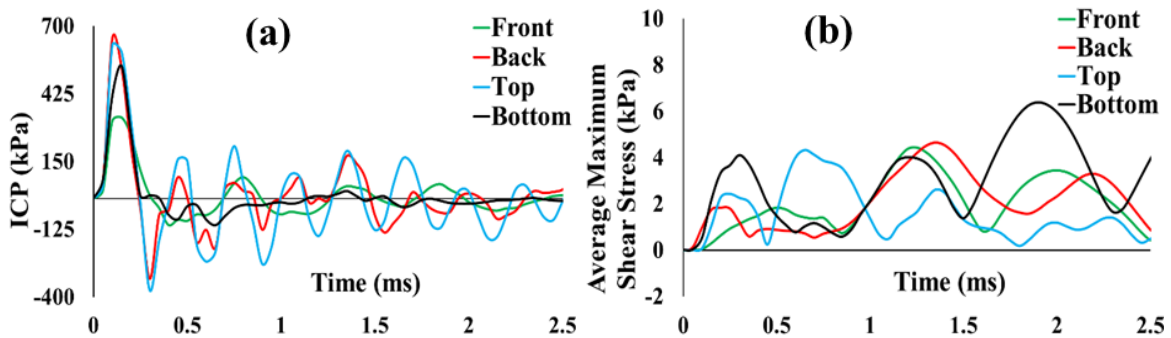 (a)
ICP (kPa)
700
425
150
-125
-400
Front
Back
Top
Bottom
Time (ms)
0
0.5
1
1.5
2
2.5
(b)
Average Maximum
Shear Stress (kPa)
10
8
6
4
2
0
-2
Front
Back
Top
Bottom
Time (ms)
0
0.5
1
1.5
2
2.5